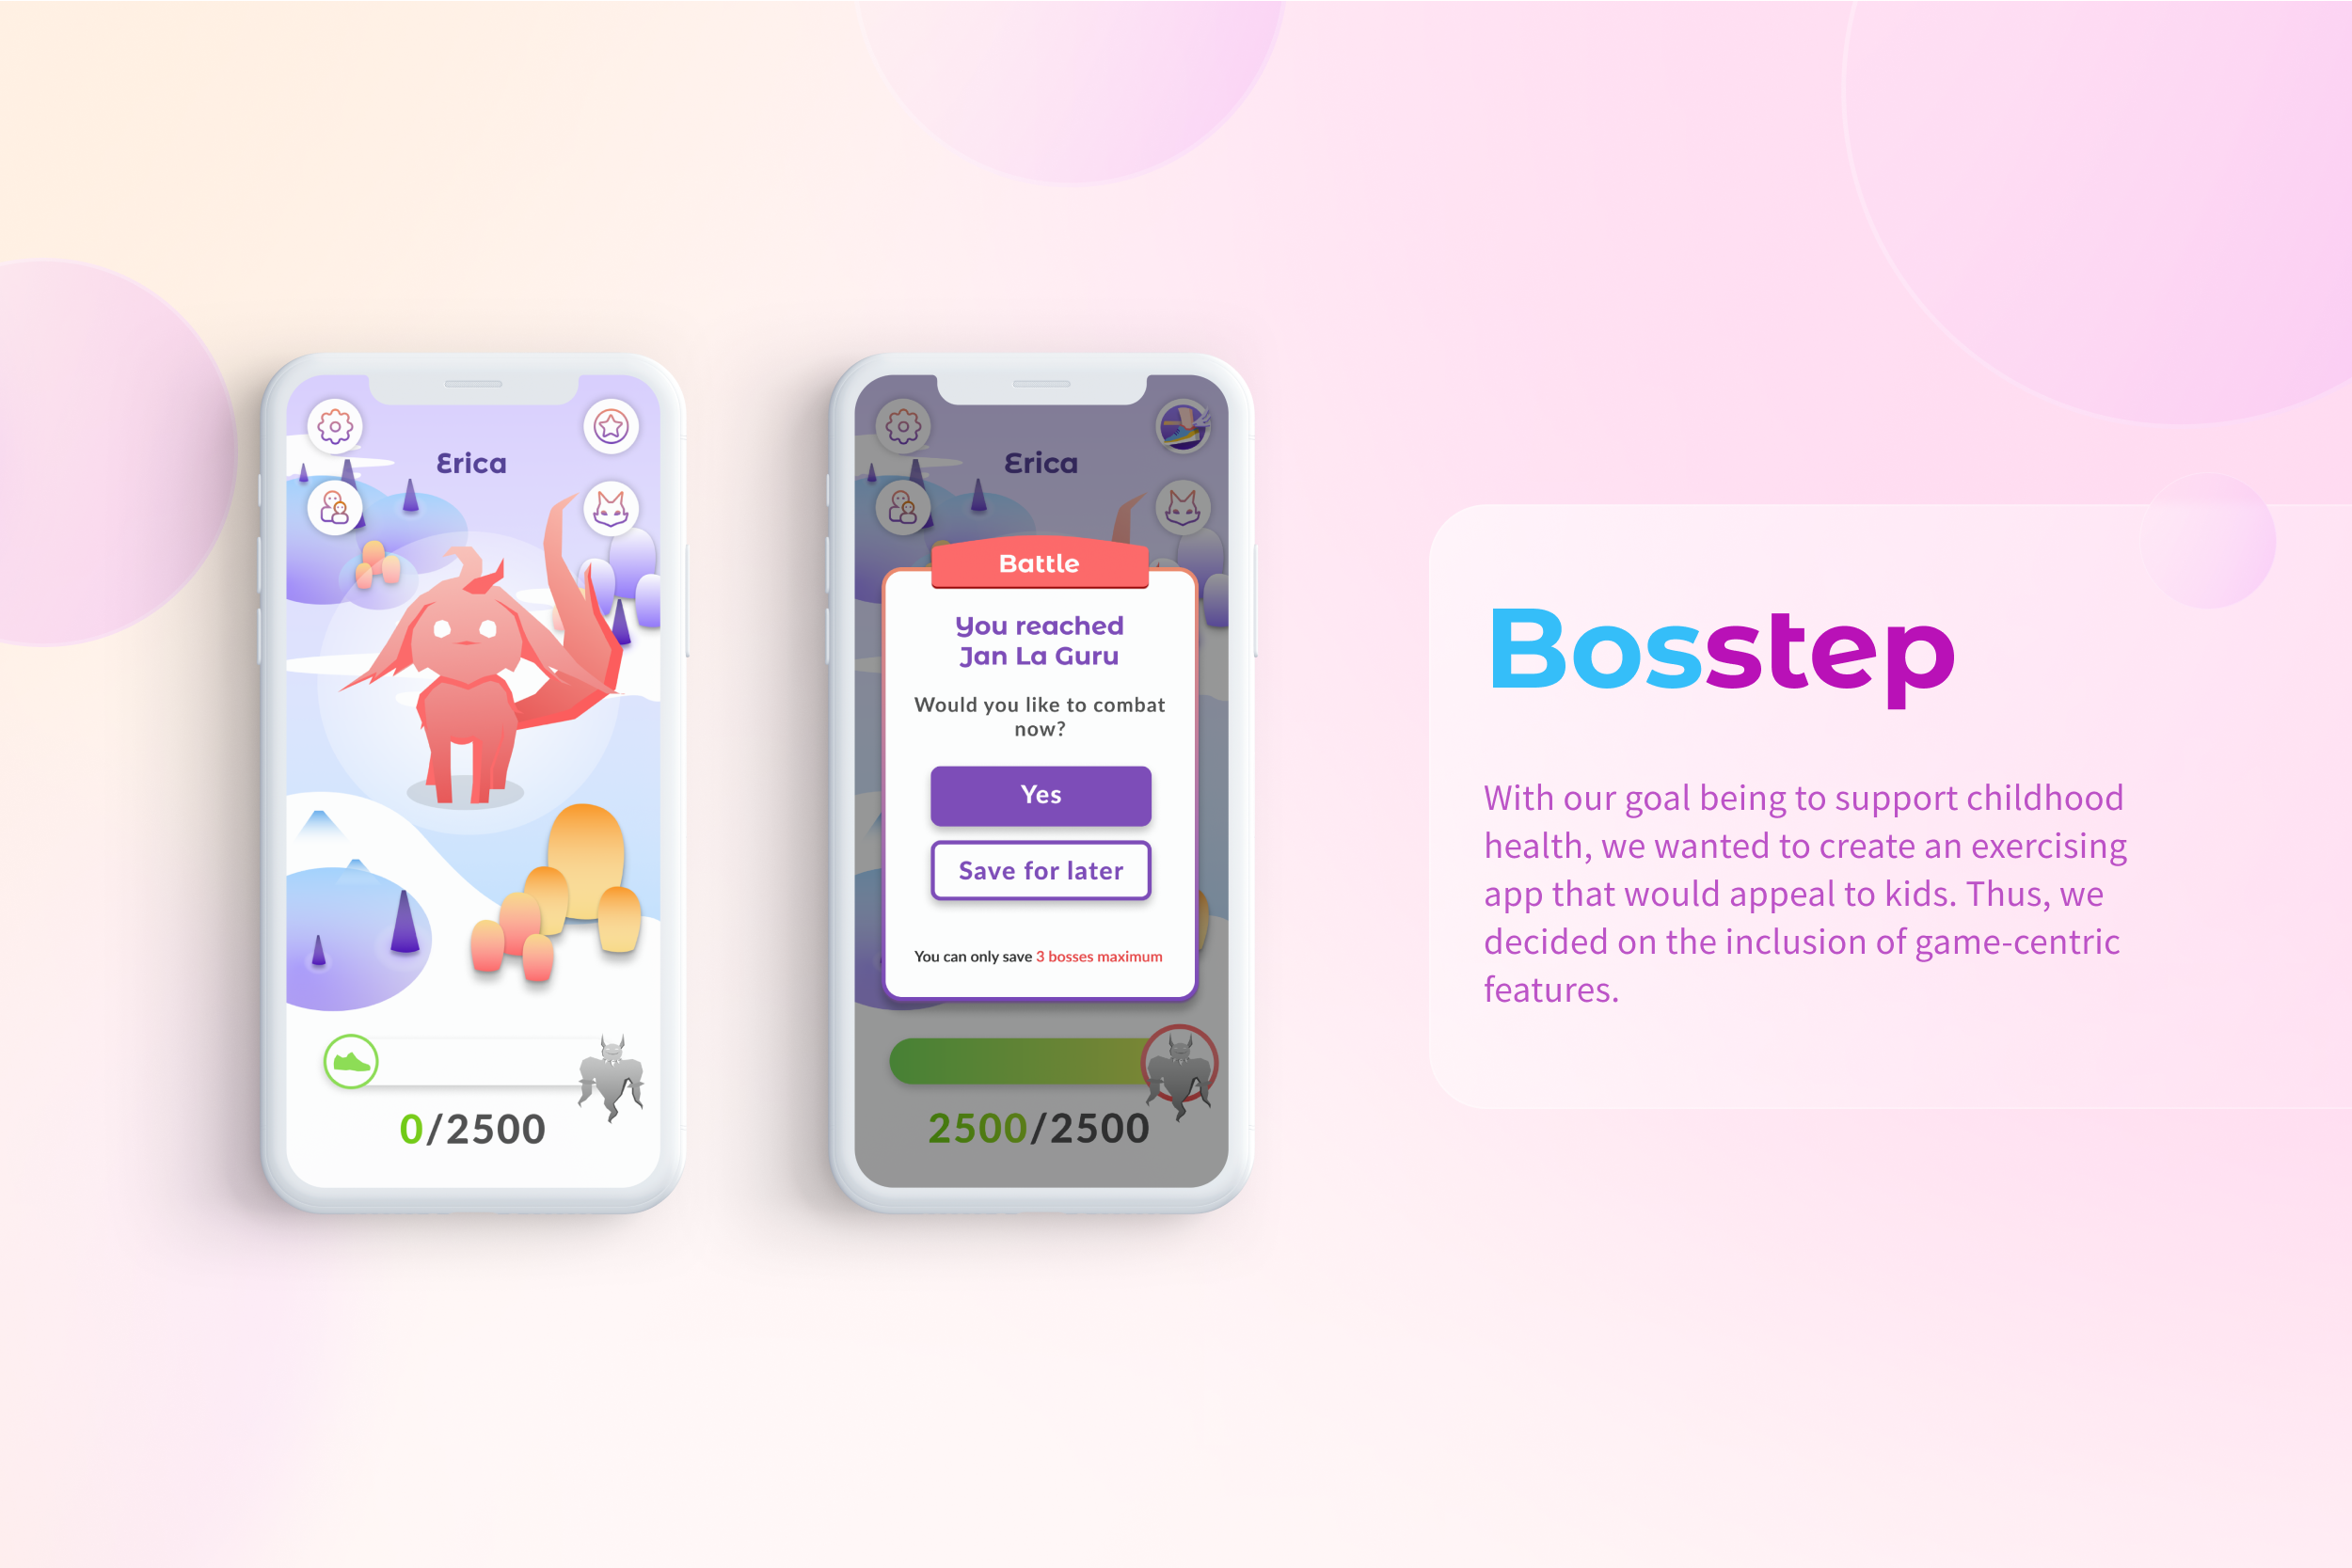 Erica
0/2500
Erica
Battle
You reached
Jan La Guru
Would you like to combat
now?
Yes
Save for later
You can only save 3 bosses maximum
2500/2500
Bosstep
With our goal being to support childhood
health, we wanted to create an exercising
app that would appeal to kids. Thus, we
decided on the inclusion of game-centric
features.